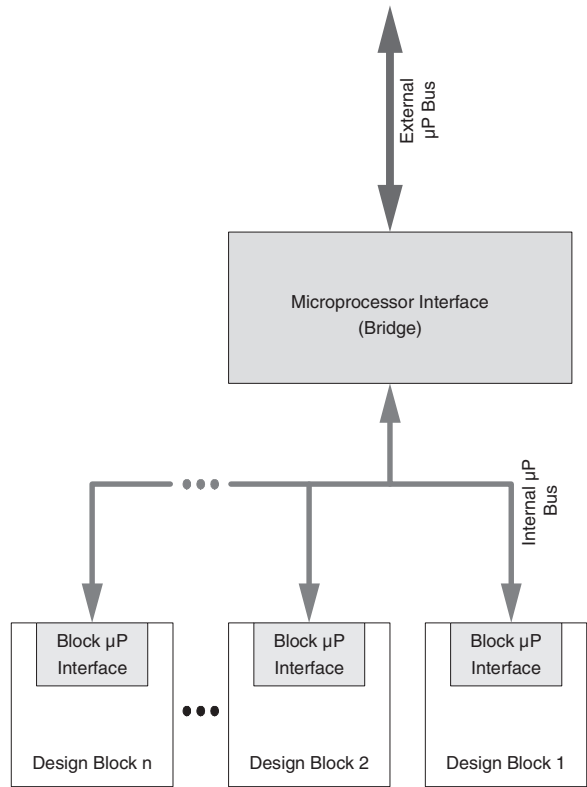 External
µP Bus
Microprocessor Interface
(Bridge)
Internal µP
Bus
Block µP
Interface
Design Block n
Block µP
Interface
Design Block 2
Block µP
Interface
Design Block 1